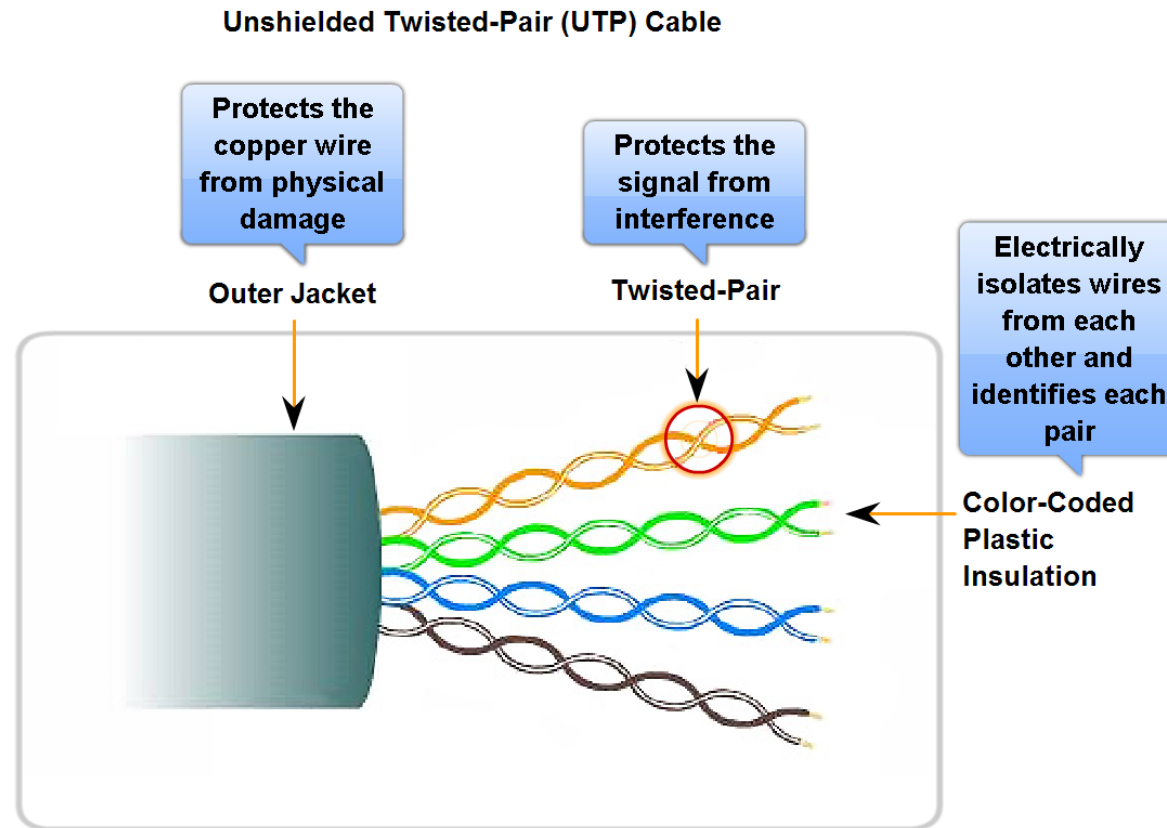 Unshielded Twisted-Pair (UTP) Cable
Protects the
copper wire
from physical
damage
Outer Jacket
Protects the
signal from
interference
Twisted-Pair
Electrically
isolates wires
from each
other and
identifies each
pair
Color-Coded
Plastic
Insulation